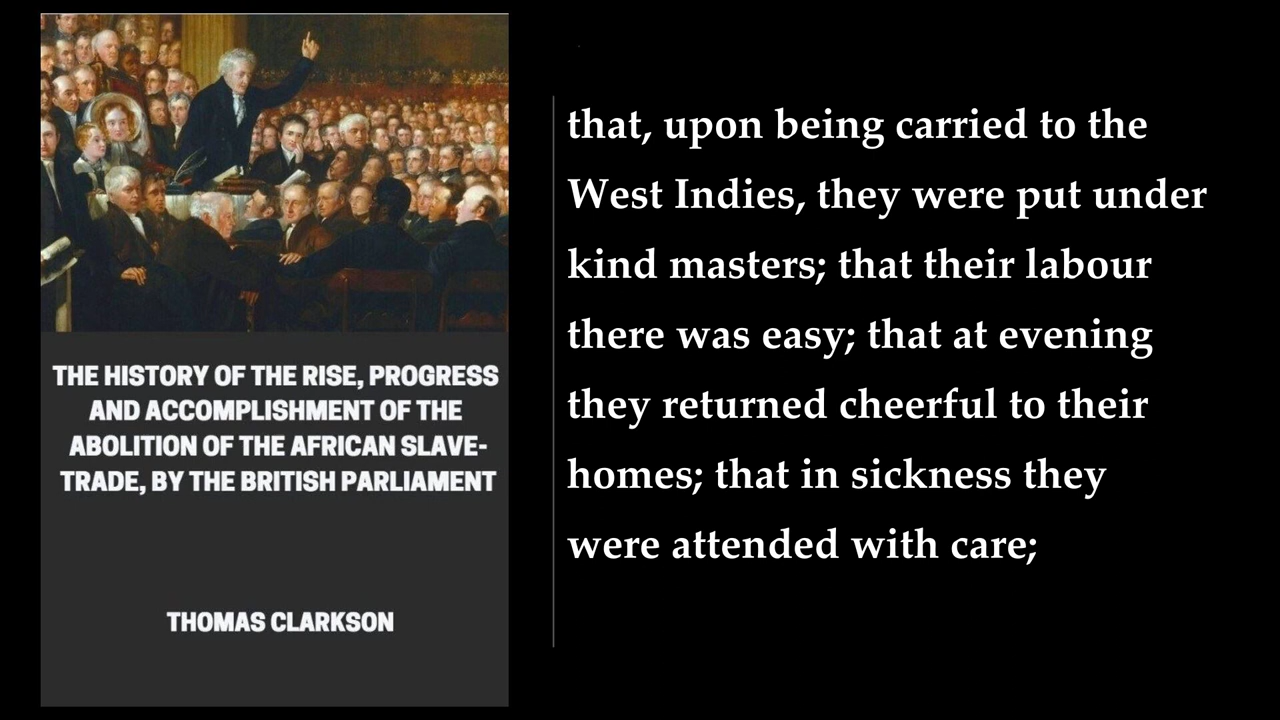 THE HISTORY OF THE RISE, PROGRESS
AND ACCOMPLISHMENT OF THE
ABOLITION OF THE AFRICAN SLAVE-
TRADE, BY THE BRITISH PARLIAMENT
THOMAS CLARKSON
that, upon being carried to the
West Indies, they were put under
kind masters; that their labour
there was easy; that at evening
they returned cheerful to their
homes; that in sickness they
were attended with care;